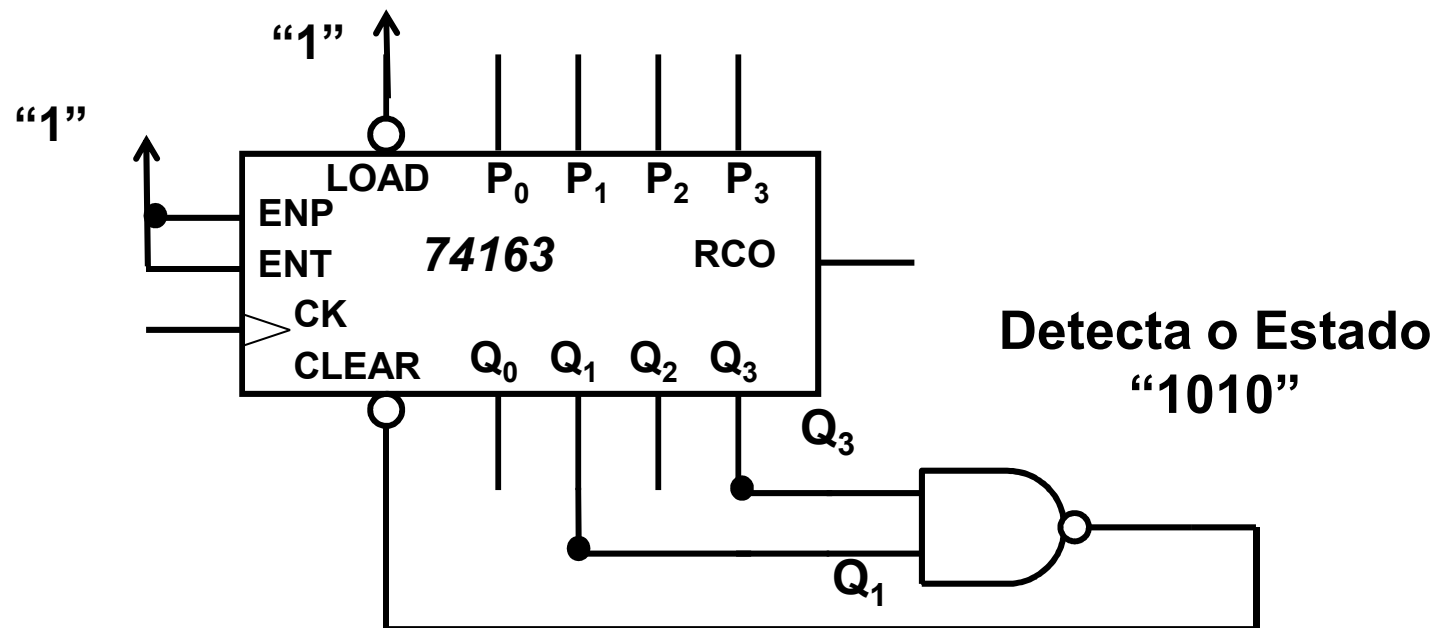 “1”
“1”
LOAD P₀ P₁ P₂ P₃
ENP
ENT 74163 RCO
CK
CLEAR Q₀ Q₁ Q₂ Q₃
Detecta o Estado
“1010”
Q₃
Q₁